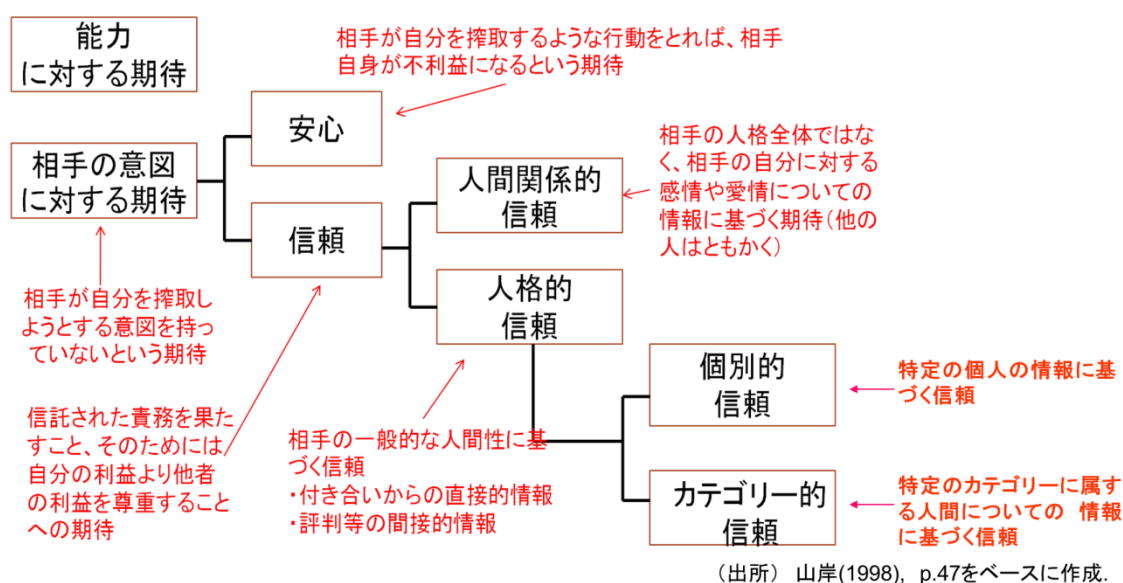 能力
に対する期待
相手が自分を搾取するような行動をとれば、相手
自身が不利益になるという期待
安心
相手の意図
に対する期待
相手の人格全体ではな
く、相手の自分に対する
感情や愛情についての
情報に基づく期待(他の
人はともかく)
人間関係的
信頼
信頼
人格的
信頼
相手が自分を搾取し
ようとする意図を持っ
ていないという期待
個別的
信頼
特定の個人の情報に基
づく信頼
信託された責務を果た
すこと、そのためには
自分の利益より他者
の利益を尊重すること
への期待
相手の一般的な人間性に基
づく信頼
・付き合いからの直接的情報
・評判等の間接的情報
カテゴリー的
信頼
特定のカテゴリーに属す
る人間についての 情報
に基づく信頼
（出所） 山岸(1998), p.47をベースに作成.